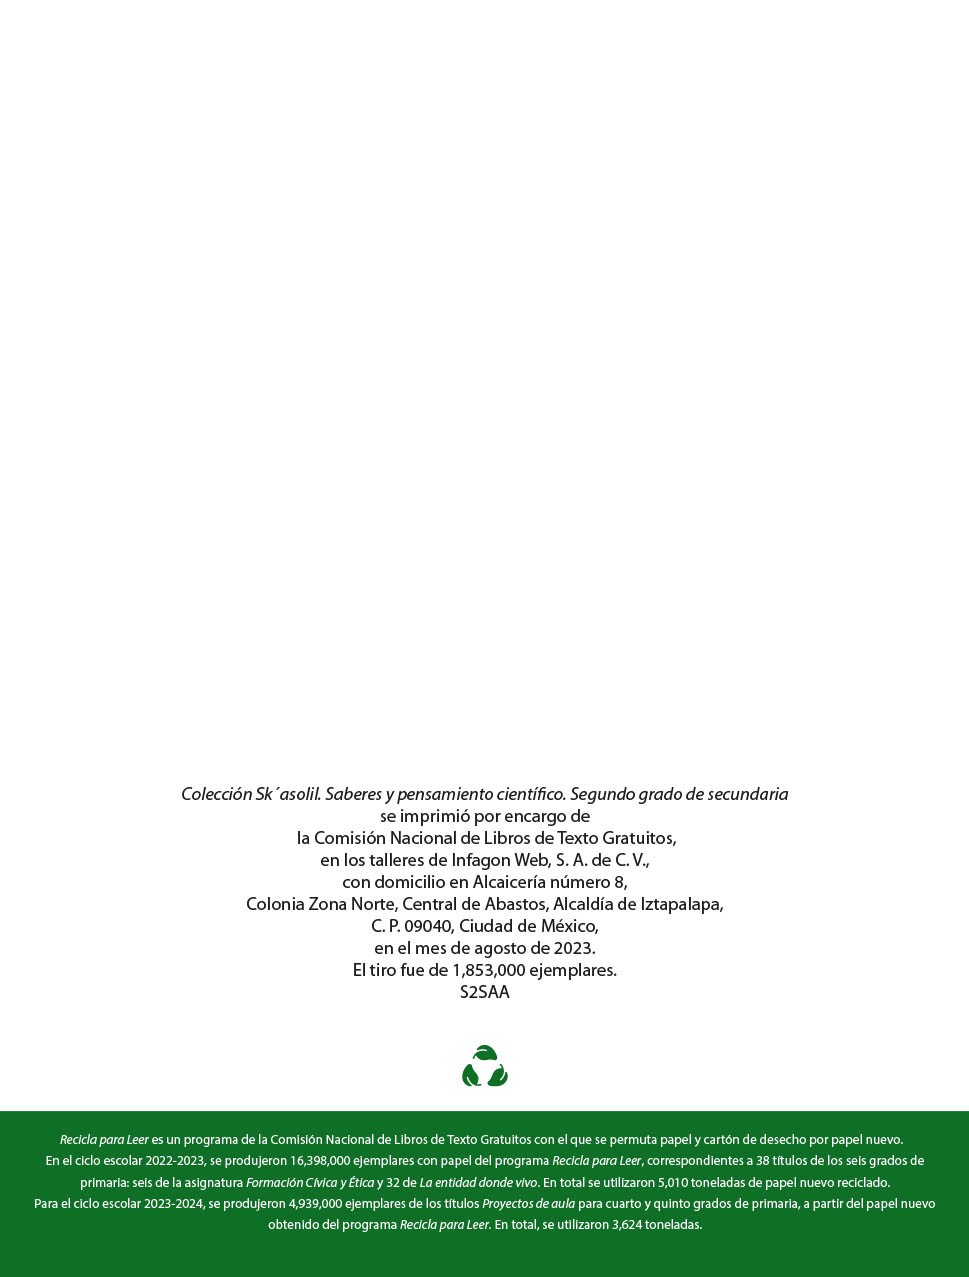 Colección Sk´asolil. Saberes y pensamiento científico. Segundo grado de secundaria
se imprimió por encargo de
la Comisión Nacional de Libros de Texto Gratuitos,
en los talleres de Infagon Web, S. A. de C. V.,
con domicilio en Alcaicería número 8,
Colonia Zona Norte, Central de Abastos, Alcaldía de Iztapalapa,
C. P. 09040, Ciudad de México,
en el mes de agosto de 2023.
El tiro fue de 1,853,000 ejemplares.
S2SAA
Recicla para Leer es un programa de la Comisión Nacional de Libros de Texto Gratuitos con el que se permuta papel y cartón de desecho por papel nuevo.
En el ciclo escolar 2022-2023, se produjeron 16,398,000 ejemplares con papel del programa Recicla para Leer, correspondientes a 38 títulos de los seis grados de
primaria: seis de la asignatura Formación Cívica y Ética y 32 de La entidad donde vivo. En total se utilizaron 5,010 toneladas de papel nuevo reciclado.
Para el ciclo escolar 2023-2024, se produjeron 4,939,000 ejemplares de los títulos Proyectos de aula para cuarto y quinto grados de primaria, a partir del papel nuevo
obtenido del programa Recicla para Leer. En total, se utilizaron 3,624 toneladas.